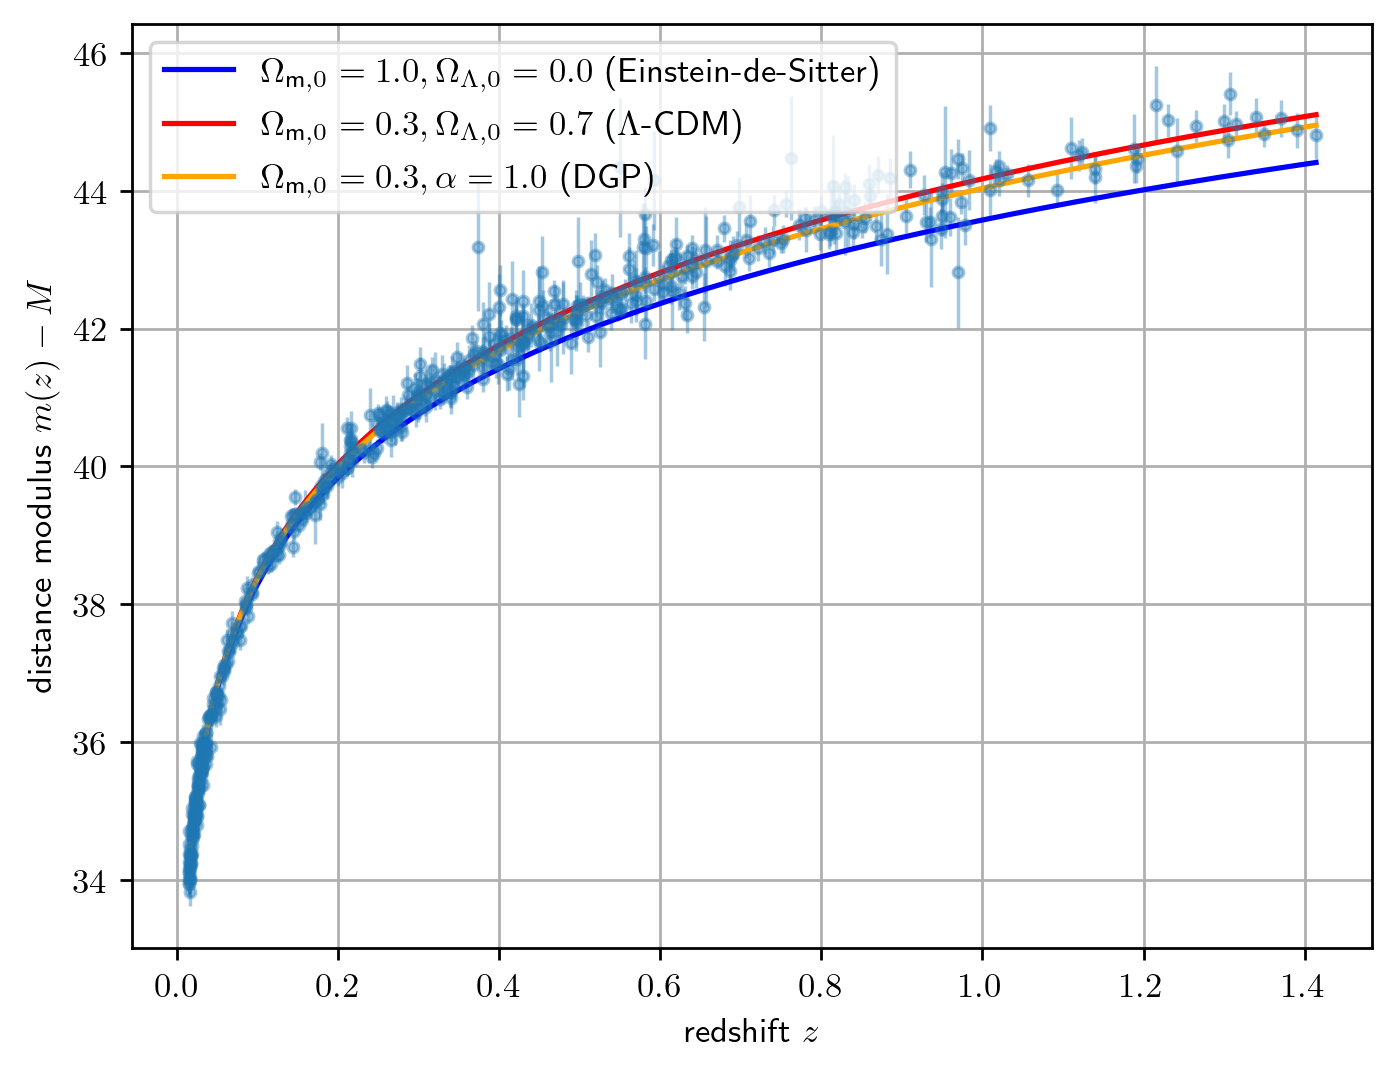 Ωm,0 = 1.0, ΩΛ,0 = 0.0 (Einstein-de-Sitter)
Ωm,0 = 0.3, ΩΛ,0 = 0.7 (Λ-CDM)
Ωm,0 = 0.3, α = 1.0 (DGP)
distance modulus m(z) − M
46
44
42
40
38
36
34
0.0 0.2 0.4 0.6 0.8 1.0 1.2 1.4
redshift z